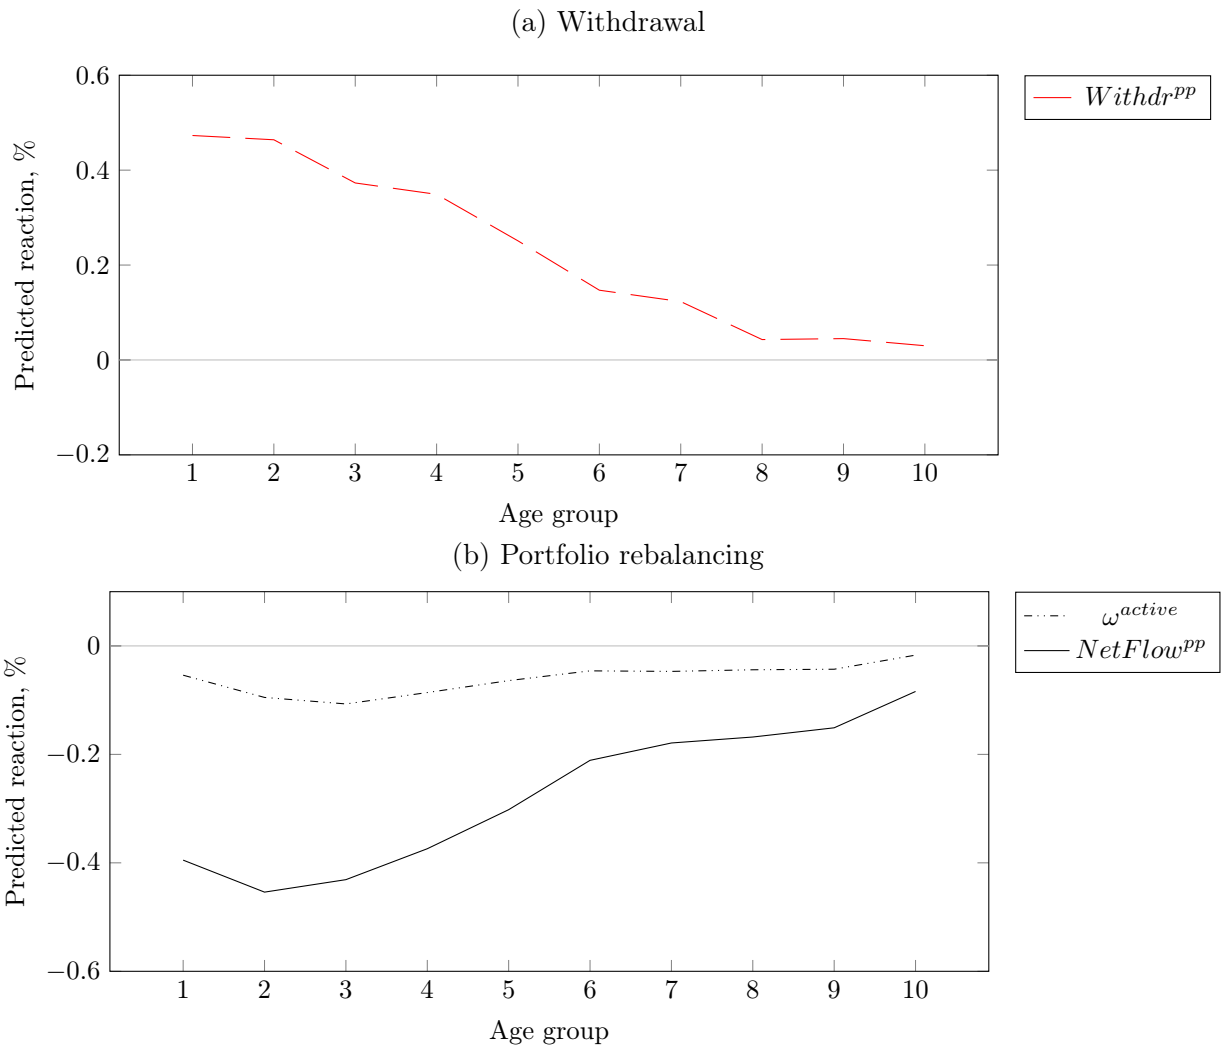 (a) Withdrawal
0.6
0.4
0.2
0
−0.2
Predicted reaction, %
1 2 3 4 5 6 7 8 9 10
Age group
Withdr^{pp}
(b) Portfolio rebalancing
0
−0.2
−0.4
−0.6
Predicted reaction, %
1 2 3 4 5 6 7 8 9 10
Age group
ω^{active}
NetFlow^{pp}